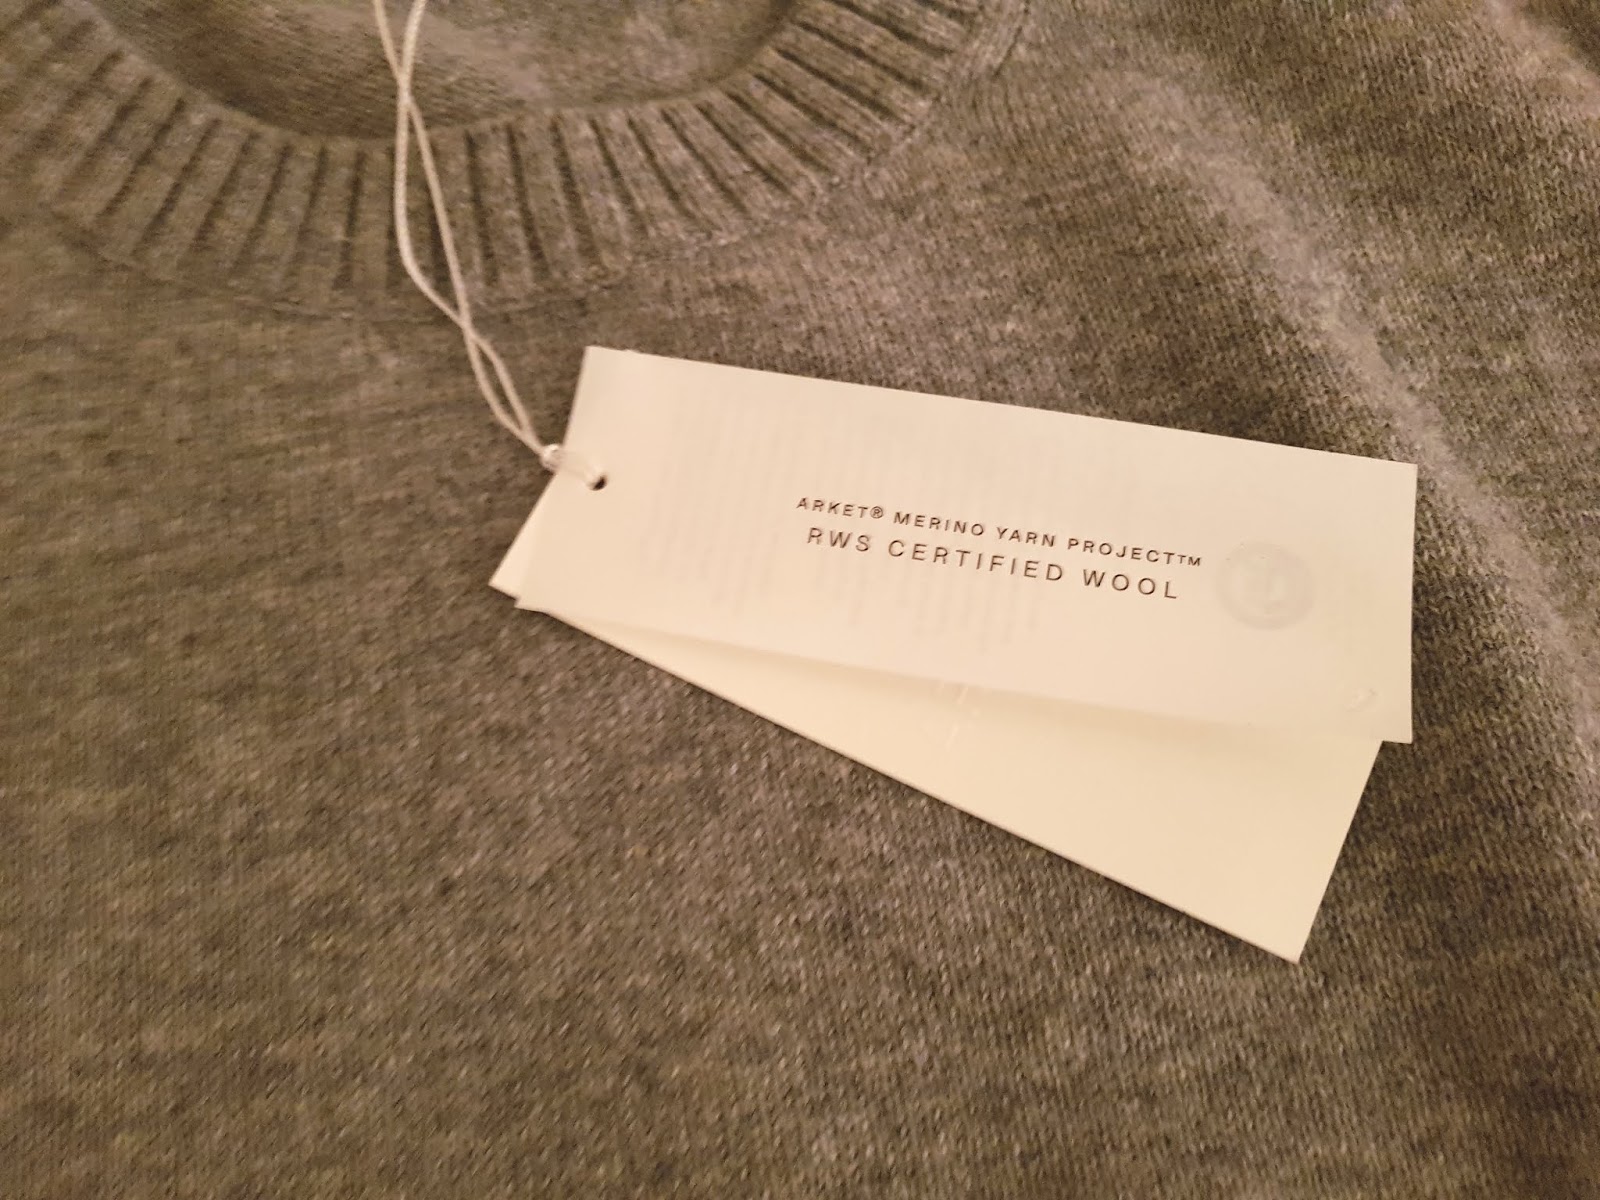 ARKET® MERINO YARN PROJECT™
RWS CERTIFIED WOOL